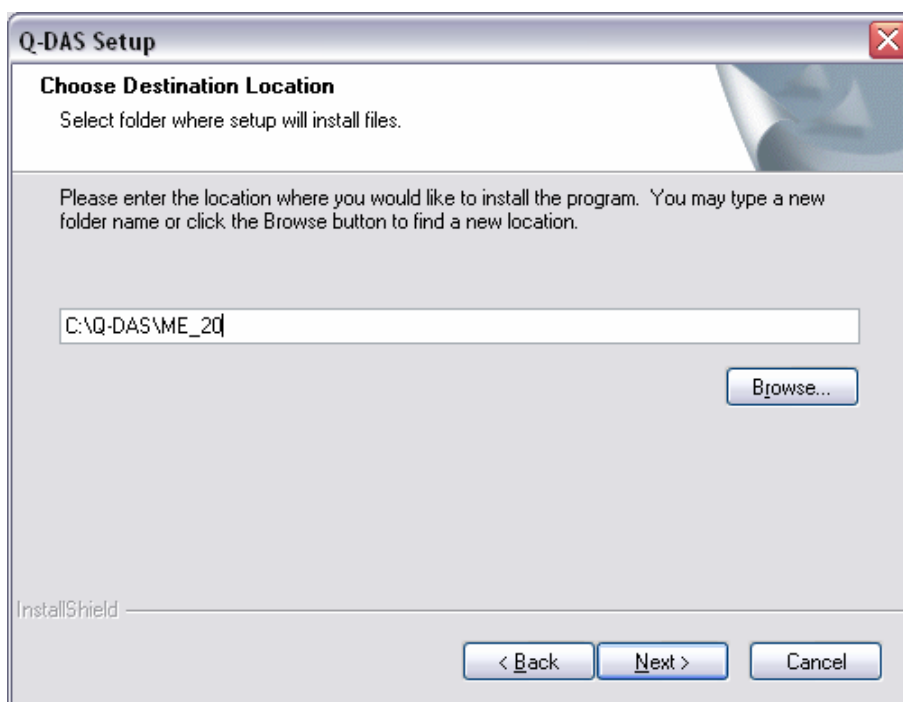 Q-DAS Setup
Choose Destination Location
Select folder where setup will install files.
Please enter the location where you would like to install the program.  You may type a new
folder name or click the Browse button to find a new location.
C:\Q-DAS\ME_20
Browse...
InstallShield
< Back
Next >
Cancel